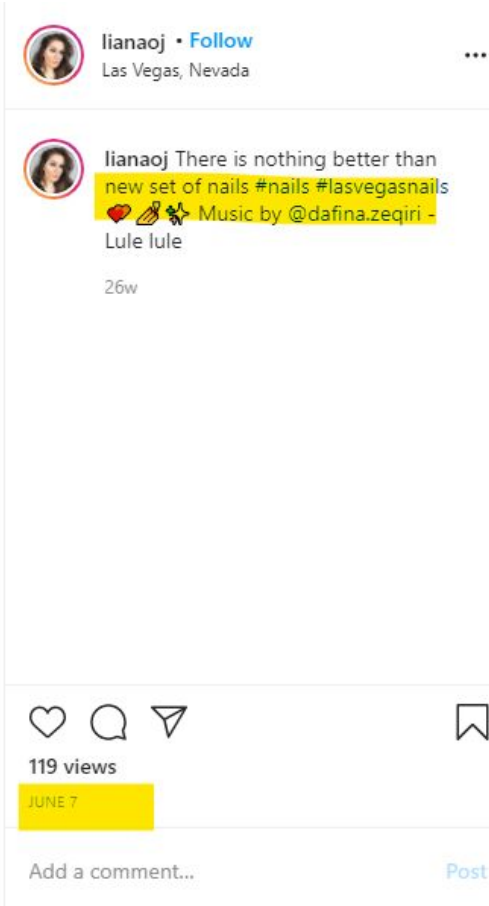 lianaoj • Follow
Las Vegas, Nevada
lianaoj There is nothing better than
new set of nails #nails #lasvegasnails
💕 💅 ✨ Music by @dafina.zeqiri -
Lule lule
26w
119 views
JUNE 7
Add a comment... Post